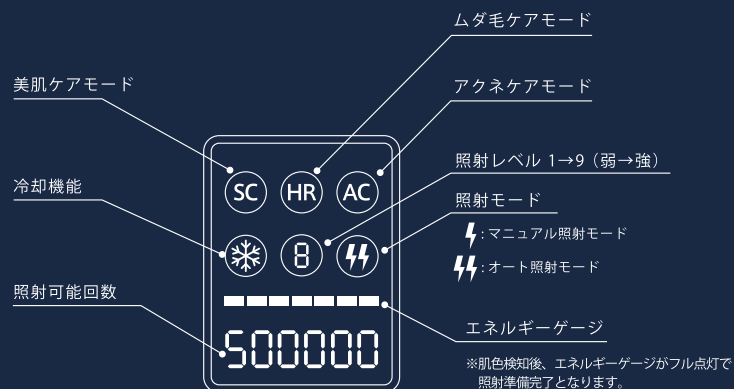 ムダ毛ケアモード
美肌ケアモード
アクネケアモード
照射レベル 1→9（弱→強）
冷却機能
照射モード
:マニュアル照射モード
:オート照射モード
照射可能回数
エネルギーゲージ
※肌色検知後、エネルギーゲージがフル点灯で
照射準備完了となります。
SC HR AC
8
500000